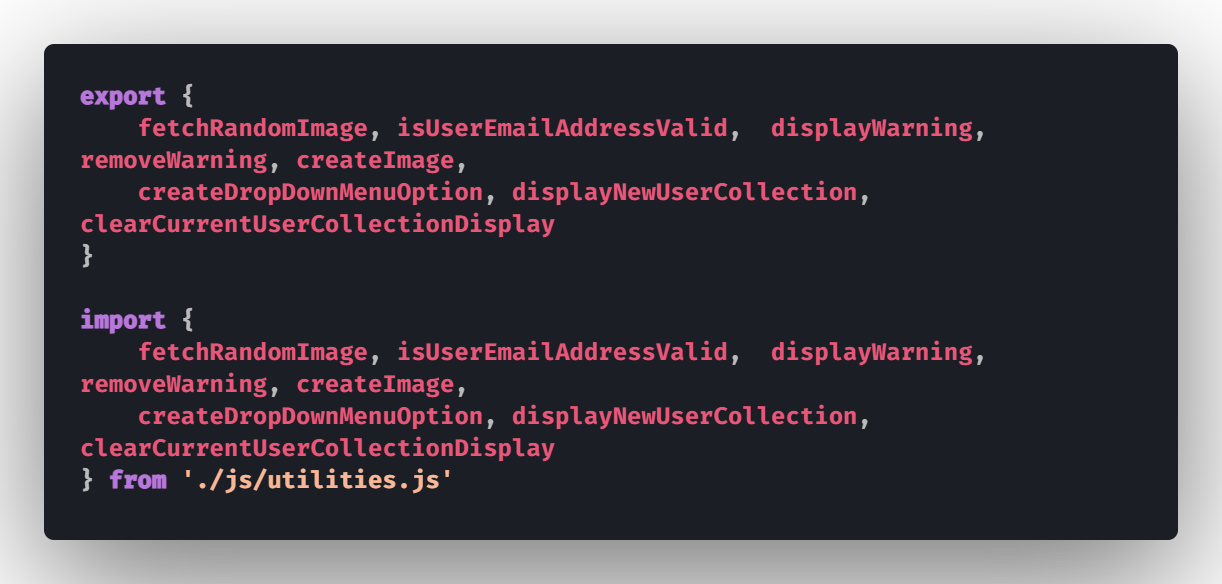 export {
    fetchRandomImage, isUserEmailAddressValid,  displayWarning,
removeWarning, createImage,
    createDropDownMenuOption, displayNewUserCollection,
clearCurrentUserCollectionDisplay
}

import {
    fetchRandomImage, isUserEmailAddressValid,  displayWarning,
removeWarning, createImage,
    createDropDownMenuOption, displayNewUserCollection,
clearCurrentUserCollectionDisplay
} from './js/utilities.js'